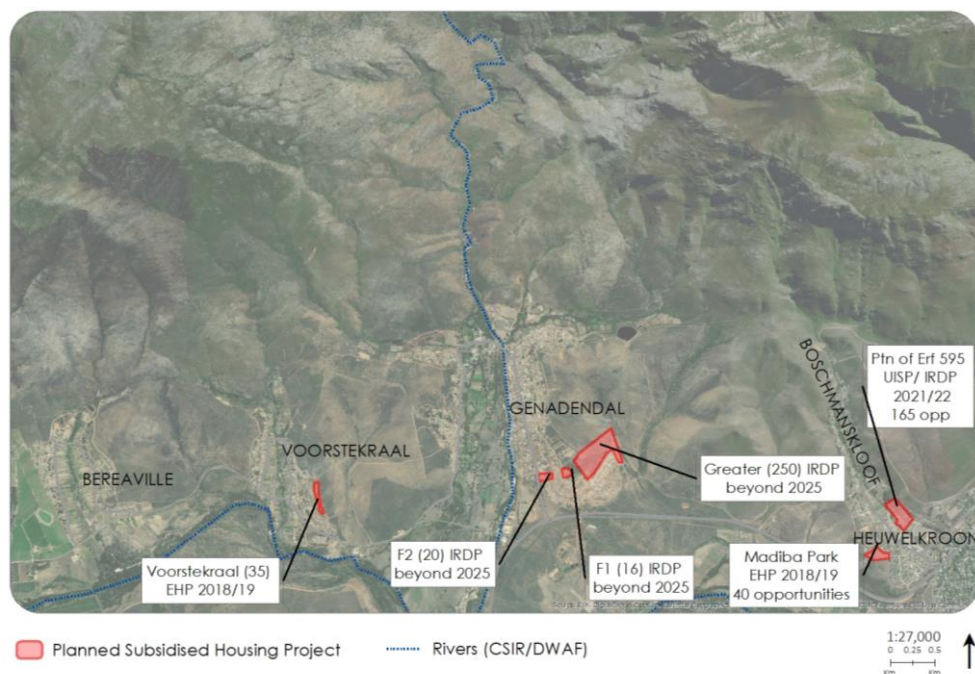 BOSCHMANSKLOOF
Ptn of Erf 595
UISP/ IRDP
2021/22
165 opp
GENADENDAL
VOORSTEKRAAL
BEREAVILLE
Greater (250) IRDP
beyond 2025
HEUWELKROON
F2 (20) IRDP
beyond 2025
Voorstekraal (35)
EHP 2018/19
F1 (16) IRDP
beyond 2025
Madiba Park
EHP 2018/19
40 opportunities
Planned Subsidised Housing Project
Rivers (CSIR/DWAF)
1:27,000
0 0.25 0.5
Km Km